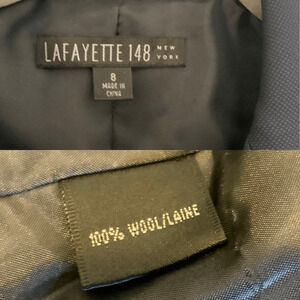 LAFAYETTE 148 NEW YORK
8
MADE IN
CHINA
100% WOOL/LAINE